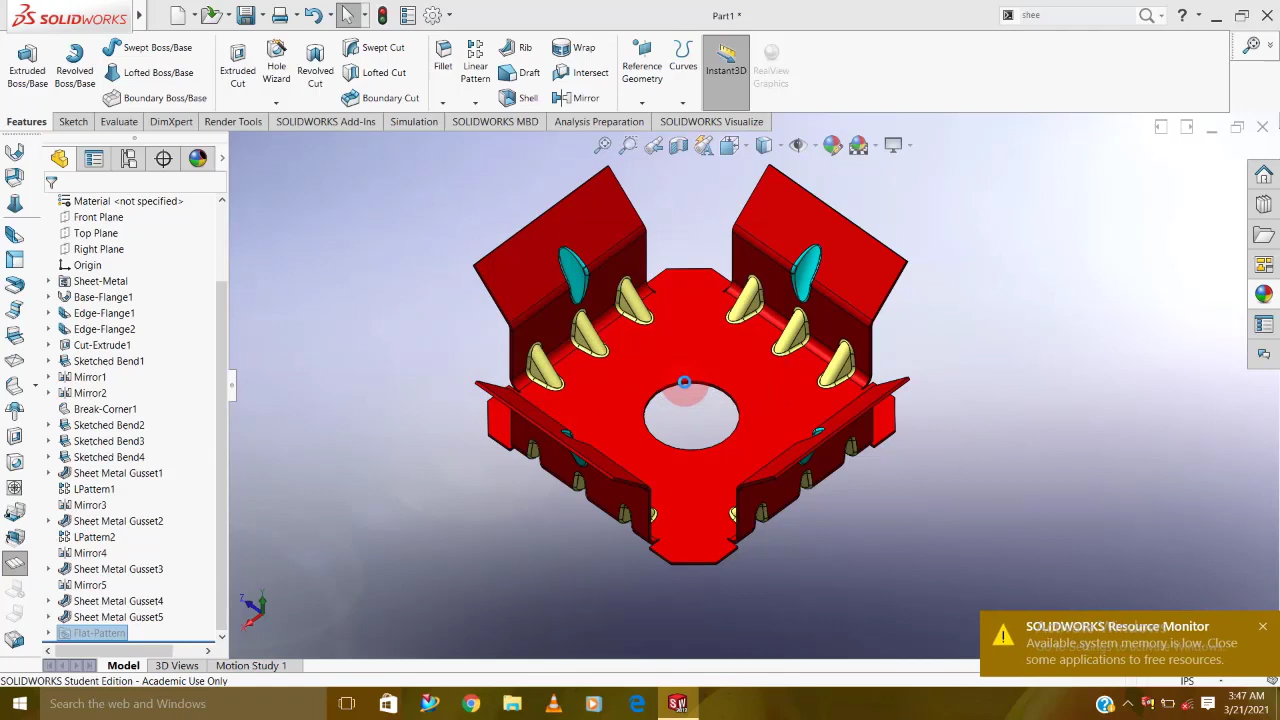 SOLIDWORKS
Part1 *
shee
Extruded Boss/Base
Revolved Boss/Base
Swept Boss/Base
Lofted Boss/Base
Boundary Boss/Base
Extruded Cut
Hole Wizard
Revolved Cut
Swept Cut
Lofted Cut
Boundary Cut
Fillet
Linear Pattern
Rib
Draft
Shell
Wrap
Intersect
Mirror
Reference Geometry
Curves
Instant3D
RealView Graphics
Features
Sketch
Evaluate
DimXpert
Render Tools
SOLIDWORKS Add-Ins
Simulation
SOLIDWORKS MBD
Analysis Preparation
SOLIDWORKS Visualize
Material <not specified>
Front Plane
Top Plane
Right Plane
Origin
Sheet-Metal
Base-Flange1
Edge-Flange1
Edge-Flange2
Cut-Extrude1
Sketched Bend1
Mirror1
Mirror2
Break-Corner1
Sketched Bend2
Sketched Bend3
Sketched Bend4
Sheet Metal Gusset1
LPattern1
Mirror3
Sheet Metal Gusset2
LPattern2
Mirror4
Sheet Metal Gusset3
Mirror5
Sheet Metal Gusset4
Sheet Metal Gusset5
Flat-Pattern
Z
X
SOLIDWORKS Resource Monitor
Available system memory is low. Close
some applications to free resources.
Model
3D Views
Motion Study 1
SOLIDWORKS Student Edition - Academic Use Only
IPS
Search the web and Windows
SW
2017
3:47 AM
3/21/2021